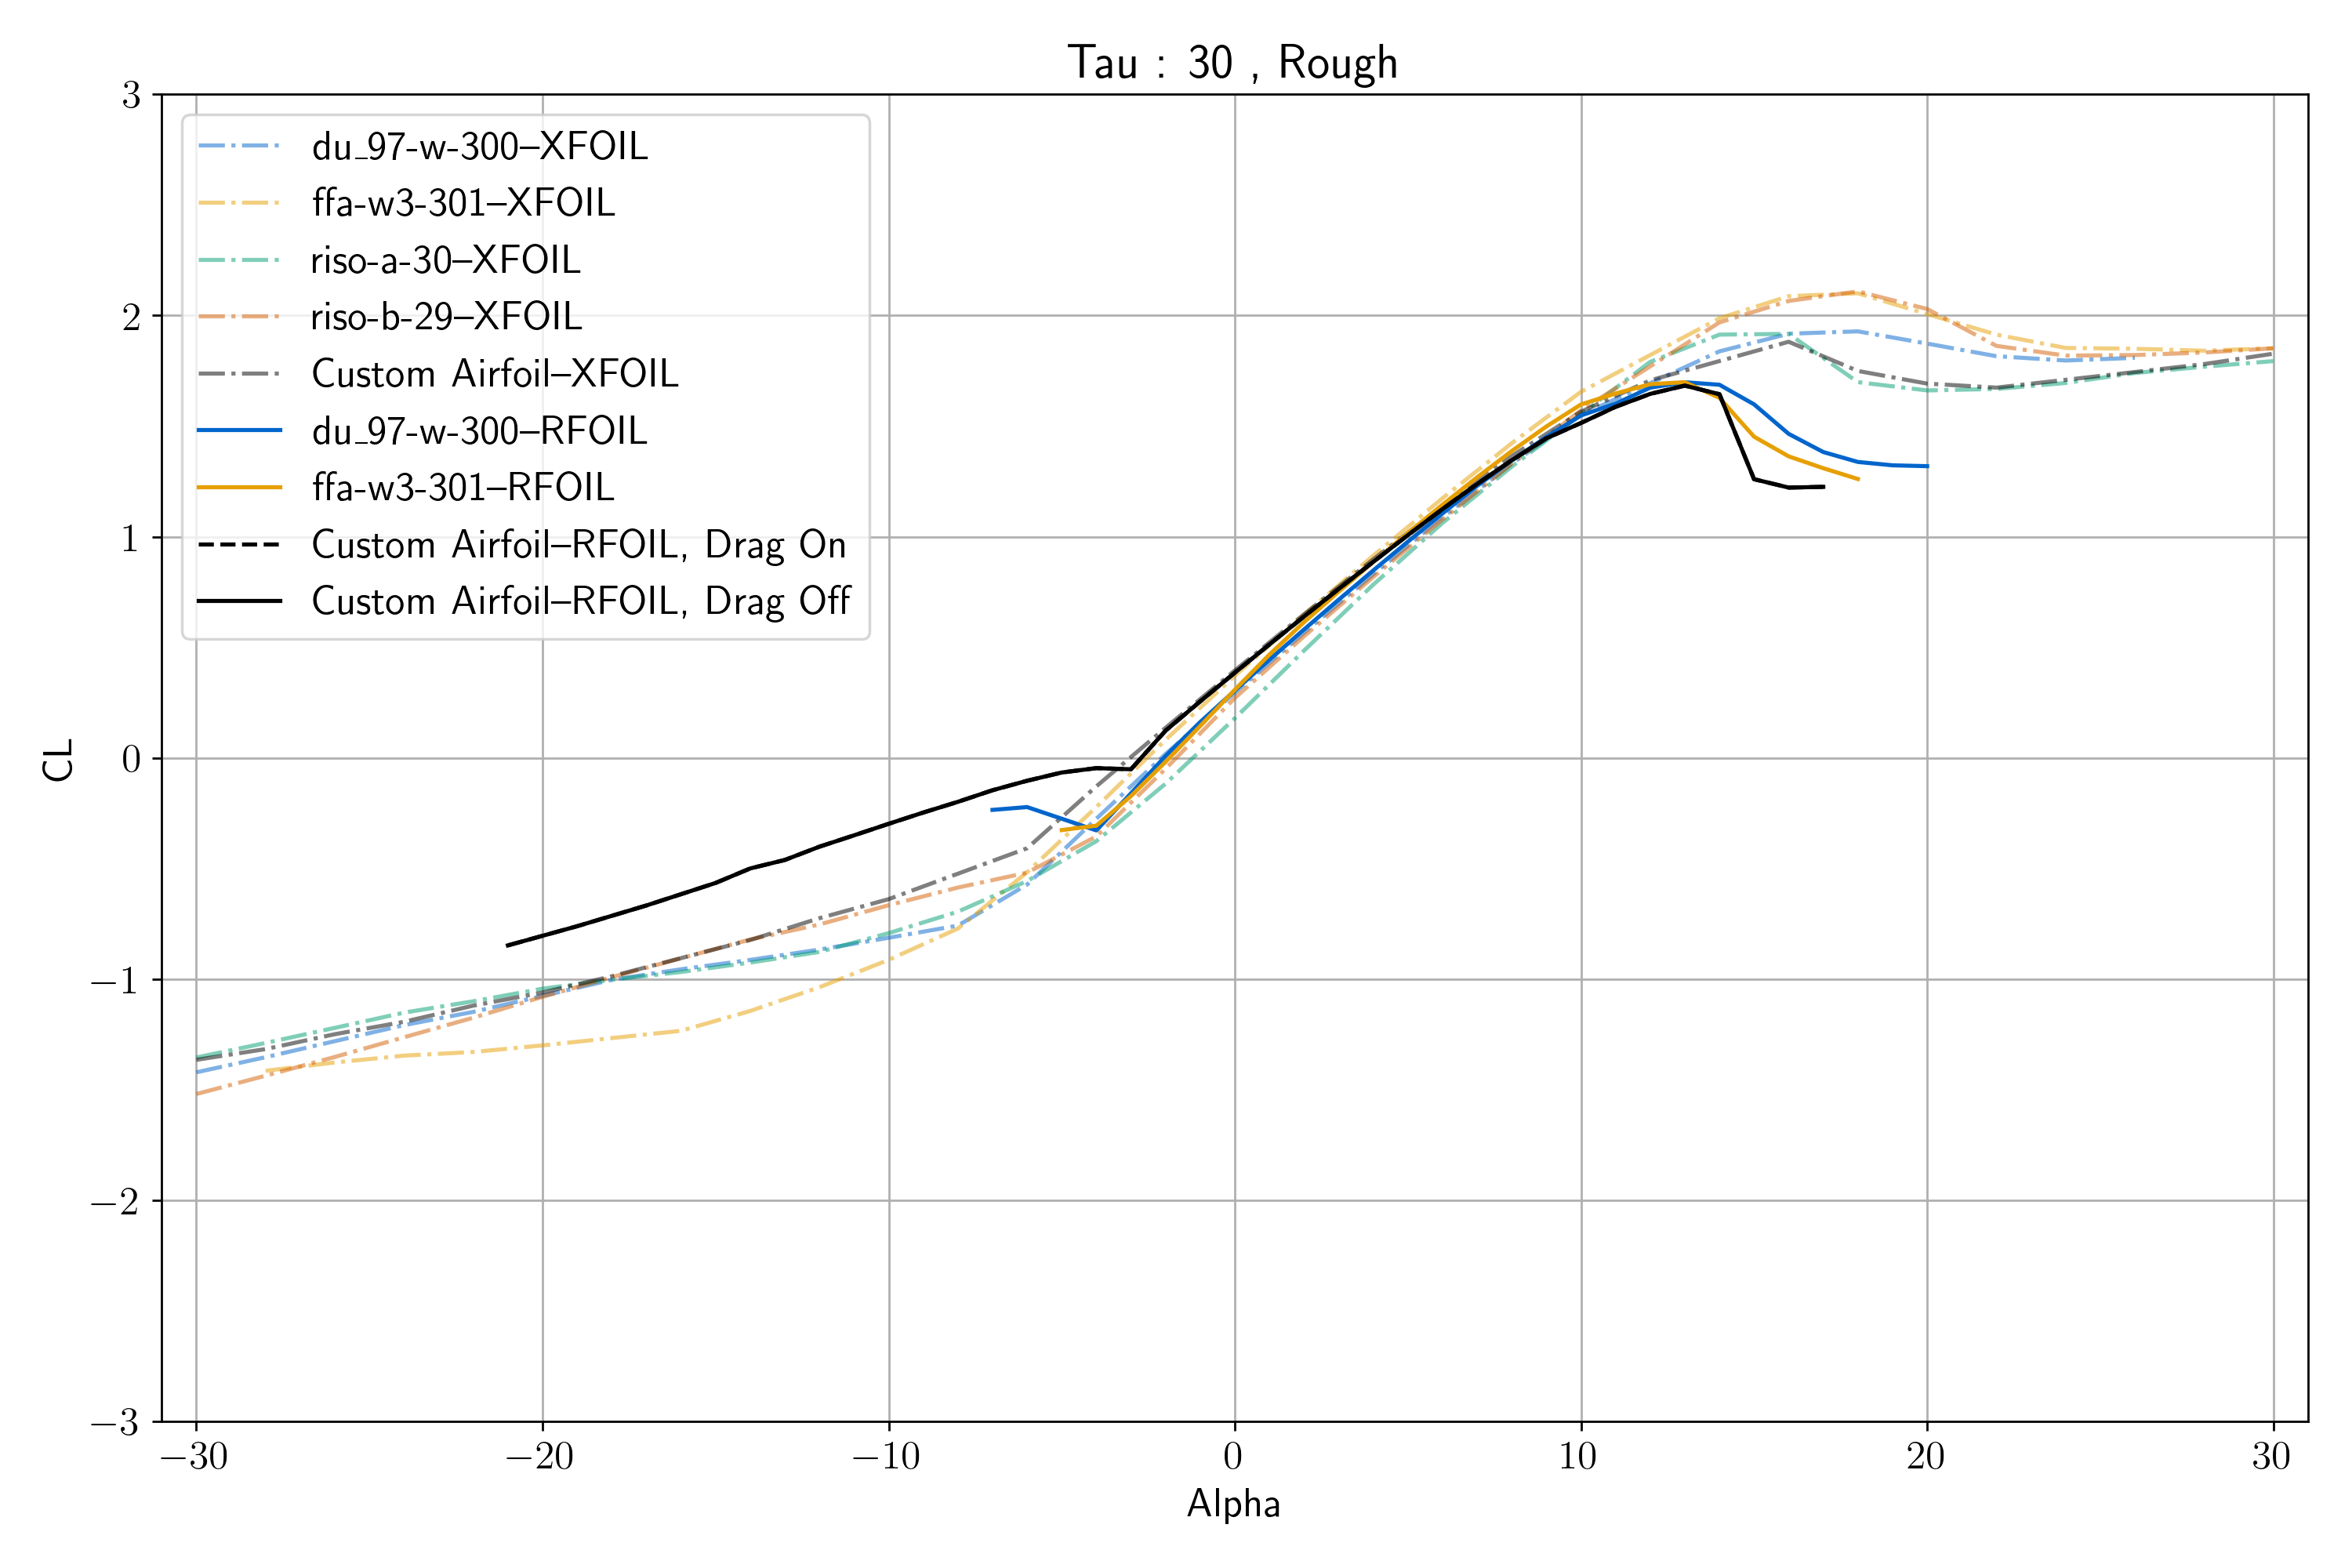 Tau : 30 , Rough
3
2
1
0
−1
−2
−3
CL
du_97-w-300–XFOIL
ffa-w3-301–XFOIL
riso-a-30–XFOIL
riso-b-29–XFOIL
Custom Airfoil–XFOIL
du_97-w-300–RFOIL
ffa-w3-301–RFOIL
Custom Airfoil–RFOIL, Drag On
Custom Airfoil–RFOIL, Drag Off
−30 −20 −10 0 10 20 30
Alpha